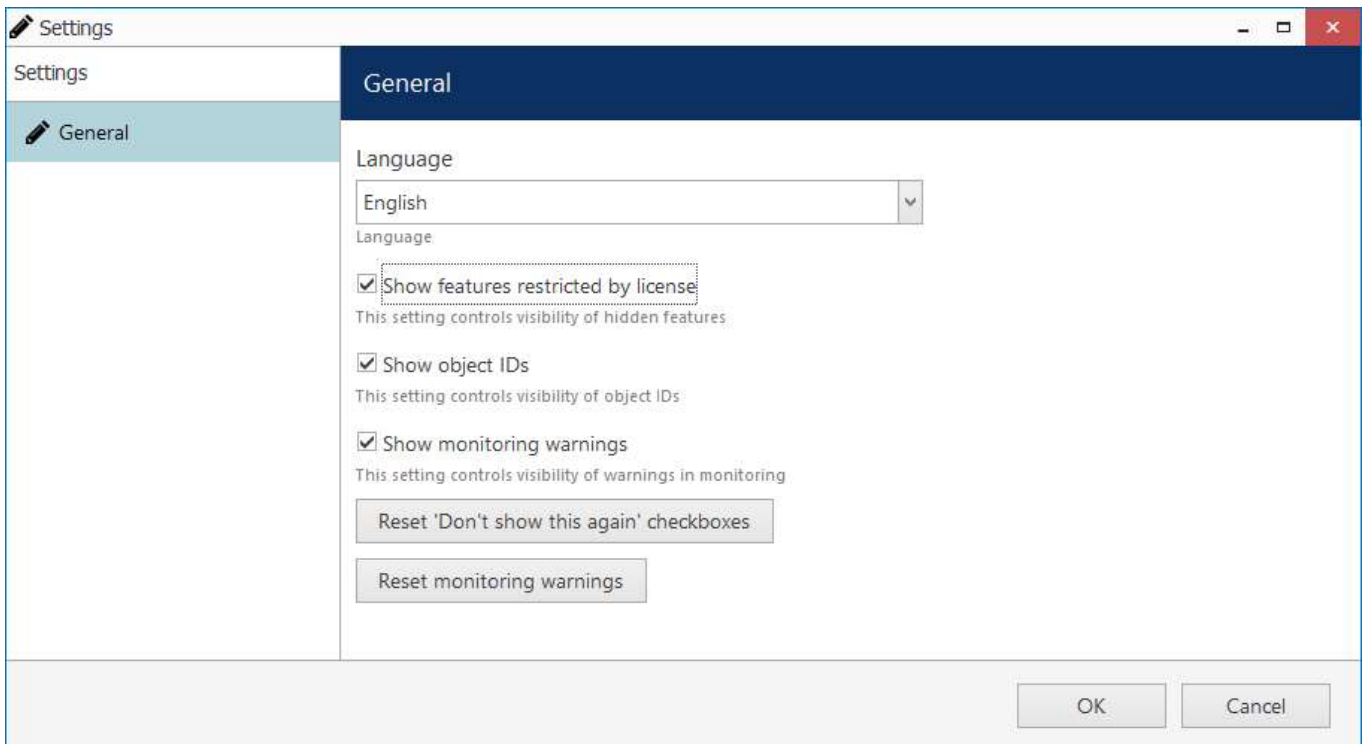 Settings
Settings
General
General
Language
English
Language
Show features restricted by license
This setting controls visibility of hidden features
Show object IDs
This setting controls visibility of object IDs
Show monitoring warnings
This setting controls visibility of warnings in monitoring
Reset 'Don't show this again' checkboxes
Reset monitoring warnings
OK
Cancel